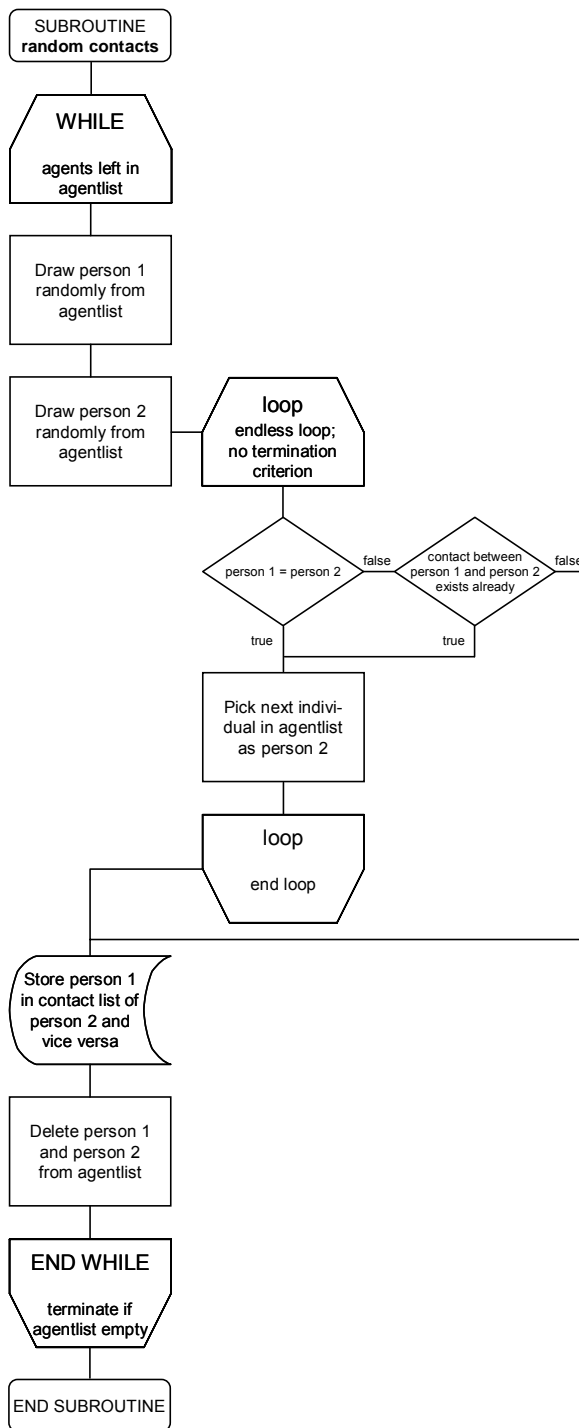 SUBROUTINE
random contacts
WHILE
agents left in
agentlist
Draw person 1
randomly from
agentlist
Draw person 2
randomly from
agentlist
loop
endless loop;
no termination
criterion
person 1 = person 2
false
contact between
person 1 and person 2
exists already
false
true
true
Pick next indivi-
dual in agentlist
as person 2
loop
end loop
Store person 1
in contact list of
person 2 and
vice versa
Delete person 1
and person 2
from agentlist
END WHILE
terminate if
agentlist empty
END SUBROUTINE